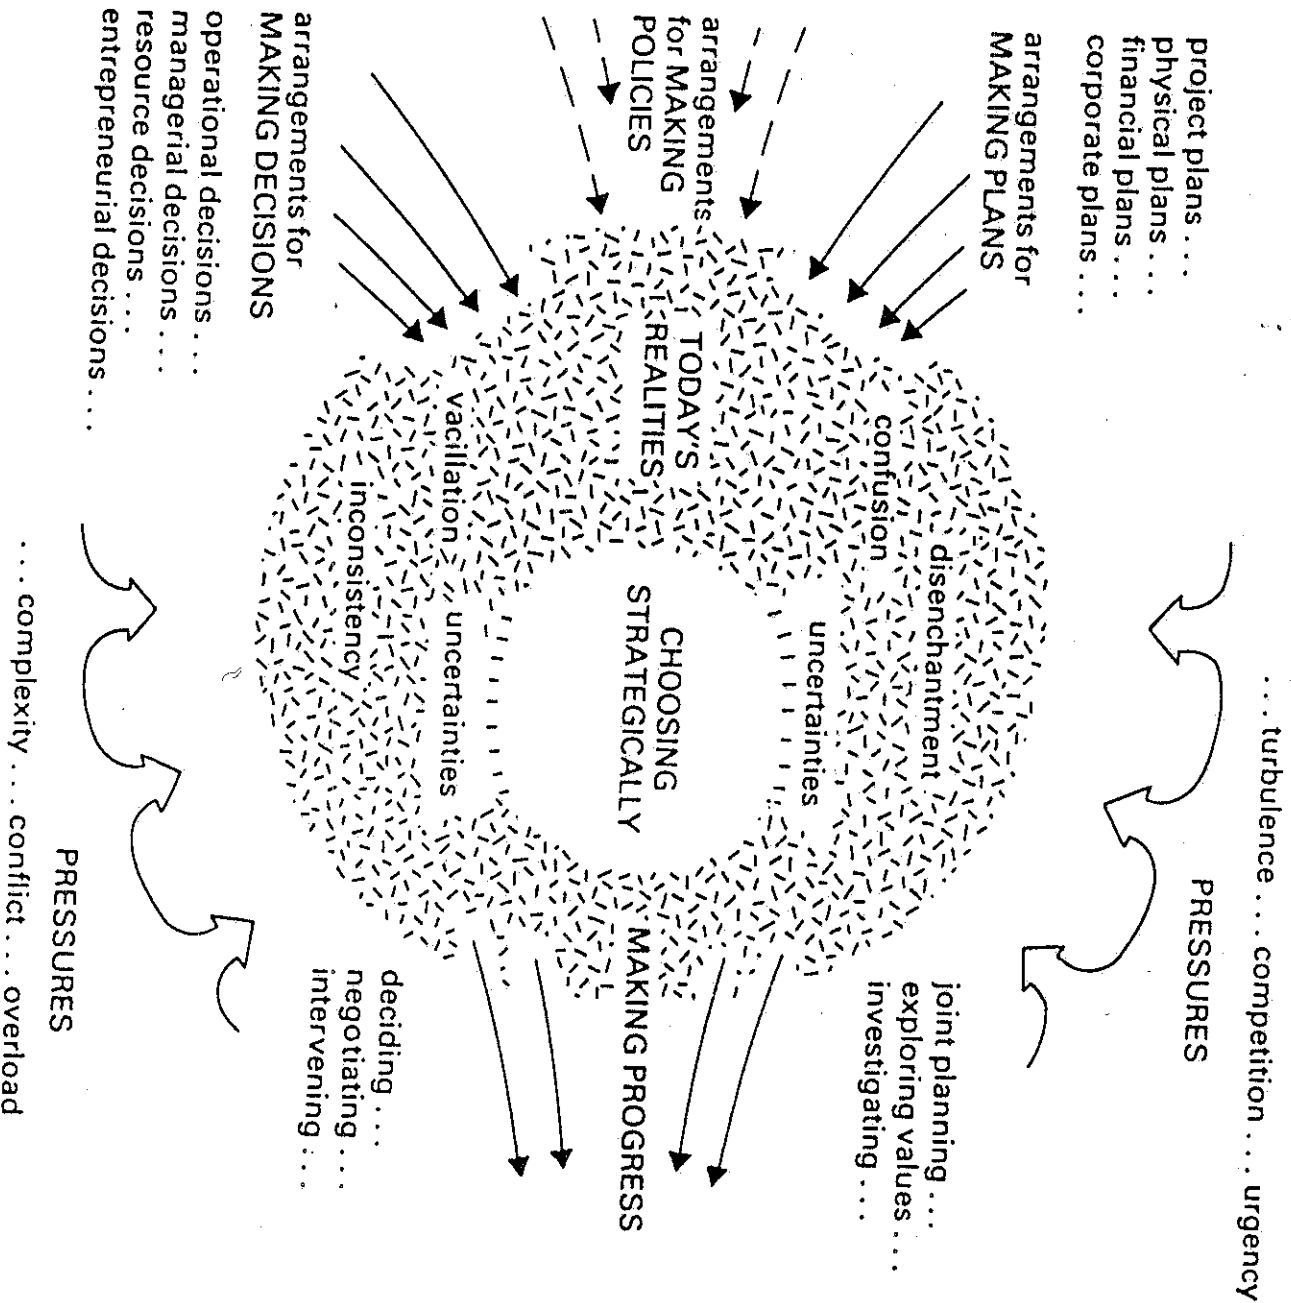 ... turbulence ... competition ... urgency
PRESSURES
project plans ....
physical plans ...
financial plans ...
corporate plans ...
arrangements for
MAKING PLANS
disenchantment
confusion
uncertainties
joint planning ...
exploring values ...
investigating ...
arrangements
for MAKING
POLICIES
TODAY'S
REALITIES
CHOOSING
STRATEGICALLY
MAKING PROGRESS
vacillation
uncertainties
inconsistency
deciding ...
negotiating ...
intervening ...
arrangements for
MAKING DECISIONS
operational decisions ...
managerial decisions ...
resource decisions ...
entrepreneurial decisions ...
PRESSURES
... complexity ... conflict ... overload